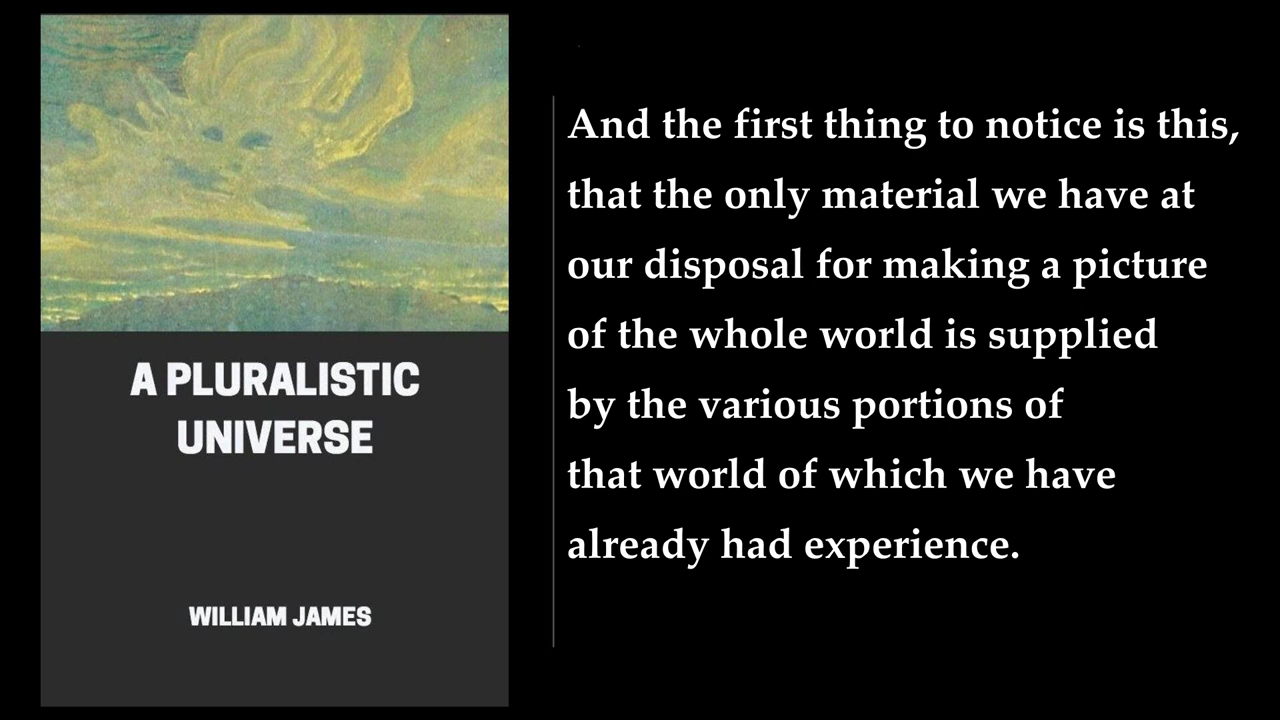 A PLURALISTIC
UNIVERSE
WILLIAM JAMES
And the first thing to notice is this,
that the only material we have at
our disposal for making a picture
of the whole world is supplied
by the various portions of
that world of which we have
already had experience.